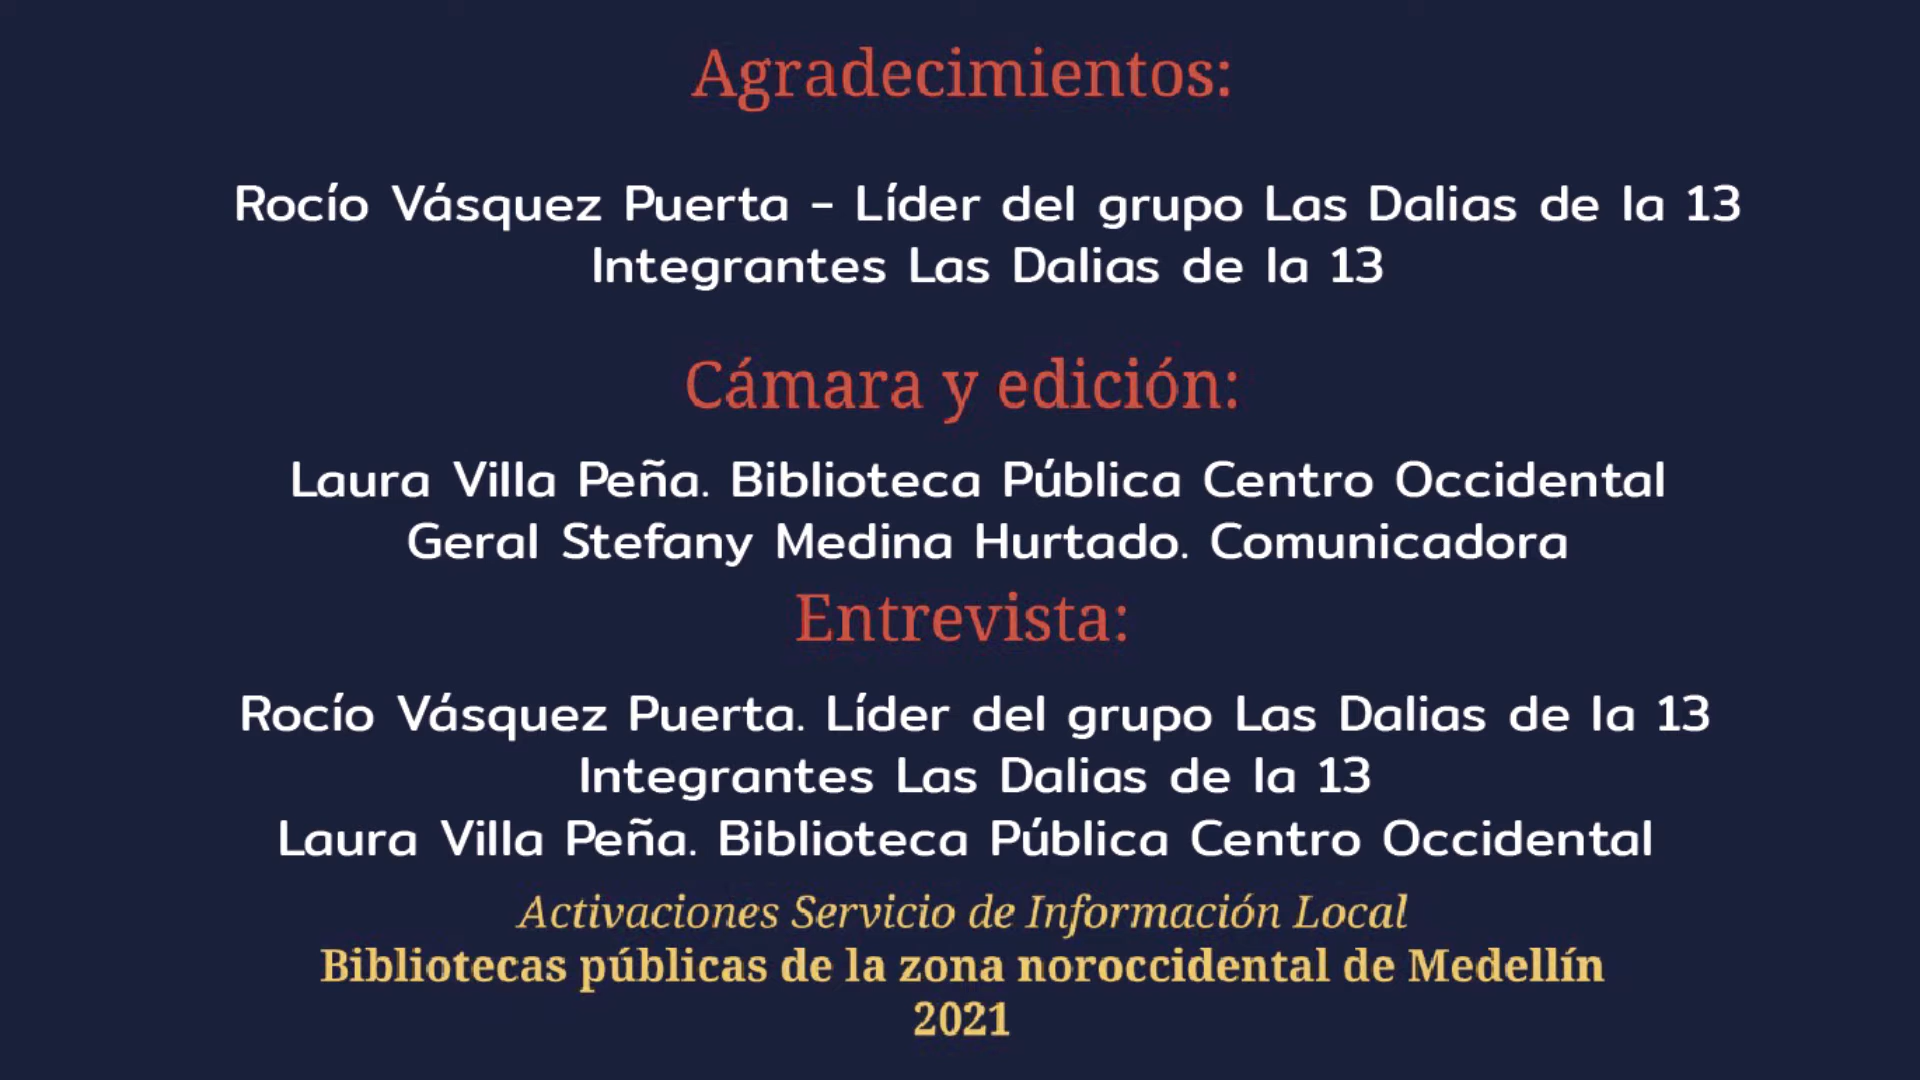 Agradecimientos:
Rocío Vásquez Puerta - Líder del grupo Las Dalias de la 13
Integrantes Las Dalias de la 13
Cámara y edición:
Laura Villa Peña. Biblioteca Pública Centro Occidental
Geral Stefany Medina Hurtado. Comunicadora
Entrevista:
Rocío Vásquez Puerta. Líder del grupo Las Dalias de la 13
Integrantes Las Dalias de la 13
Laura Villa Peña. Biblioteca Pública Centro Occidental
Activaciones Servicio de Información Local
Bibliotecas públicas de la zona noroccidental de Medellín
2021